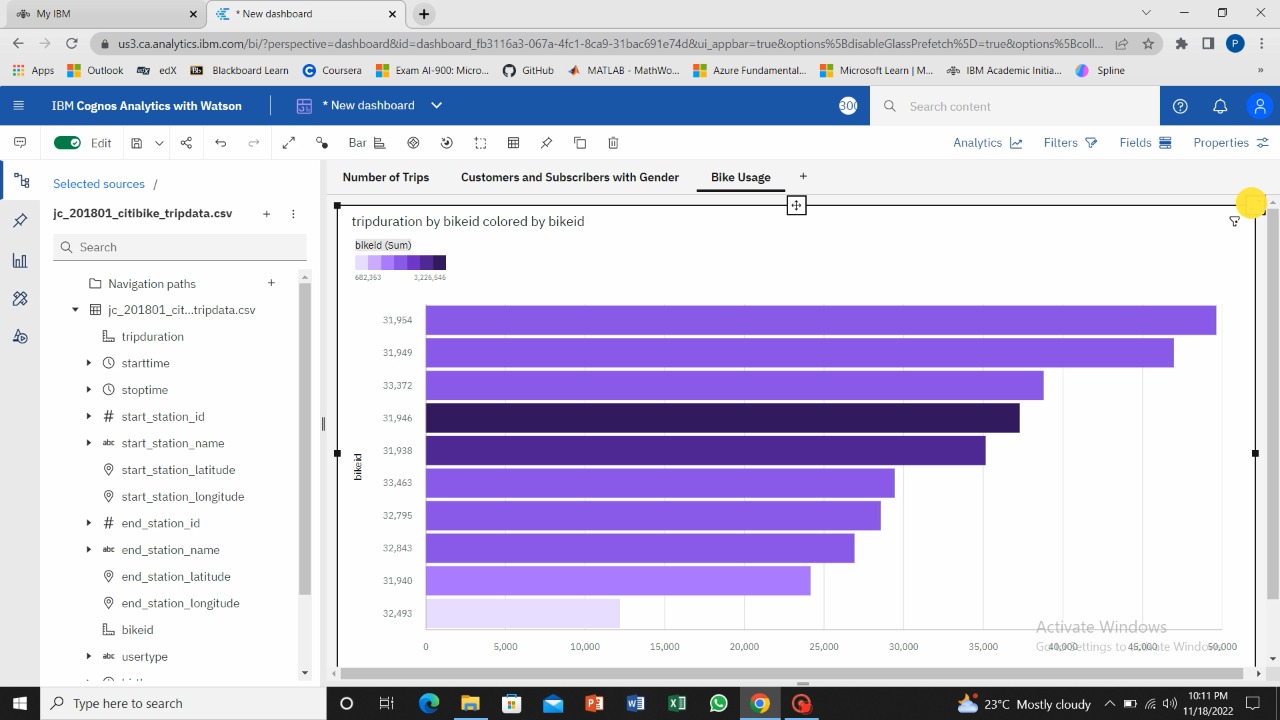 My IBM
* New dashboard
us3.ca.analytics.ibm.com/bi/?perspective=dashboard&id=dashboard_fb3116a3-067a-4fc1-8ca9-31bac691e74d&ui_appbar=true&options%5BdisableGlassPrefetch%5D=true&options%5Bcoll...
P
Apps
Outlook
edX
Blackboard Learn
Coursera
Exam AI-900: Micro...
GitHub
MATLAB - MathWo...
Azure Fundamental...
Microsoft Learn | M...
IBM Academic Initia...
Spline
»
IBM Cognos Analytics with Watson
* New dashboard
30
Search content
Edit
Bar
Analytics
Filters
Fields
Properties
Selected sources /
Number of Trips
Customers and Subscribers with Gender
Bike Usage
jc_201801_citibike_tripdata.csv
Search
Navigation paths
jc_201801_cit...tripdata.csv
tripduration
starttime
stoptime
# start_station_id
abc start_station_name
start_station_latitude
start_station_longitude
# end_station_id
abc end_station_name
end_station_latitude
end_station_longitude
bikeid
abc usertype
tripduration by bikeid colored by bikeid
bikeid (Sum)
682,353
3,226,546
bikeid
31,954
31,949
33,372
31,946
31,938
33,463
32,795
32,843
31,940
32,493
0
5,000
10,000
15,000
20,000
25,000
30,000
35,000
40,000
45,000
50,000
Activate Windows
Go to Settings to activate Windows.
Type here to search
23°C Mostly cloudy
10:11 PM
11/18/2022